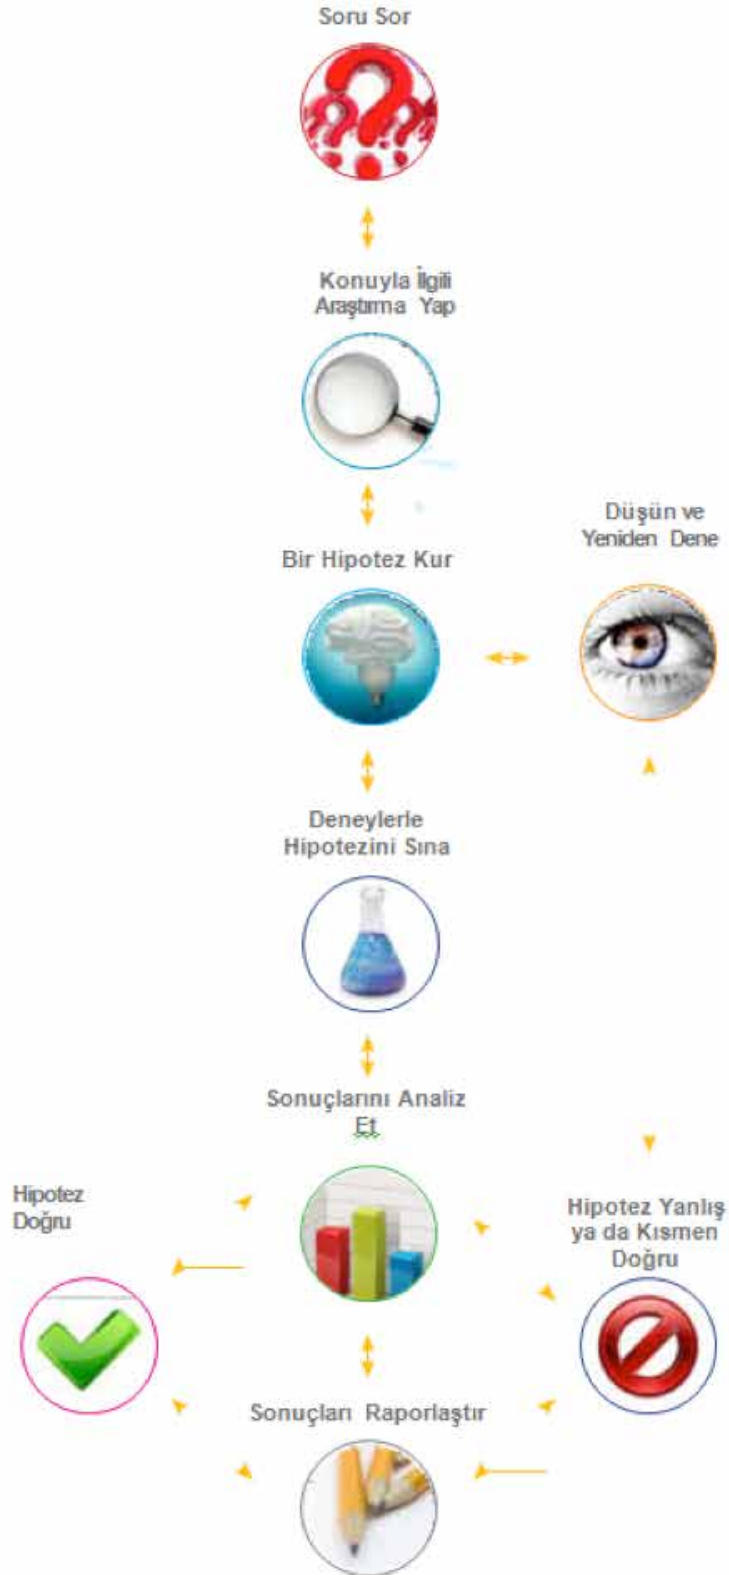 Soru Sor
Konuyla İlgili
Araştırma Yap
Bir Hipotez Kur
Düşün ve
Yeniden Dene
Deneylerle
Hipotezini Sına
Sonuçlarını Analiz
Et
Hipotez
Doğru
Hipotez Yanlış
ya da Kısmen
Doğru
Sonuçları Raporlaştır